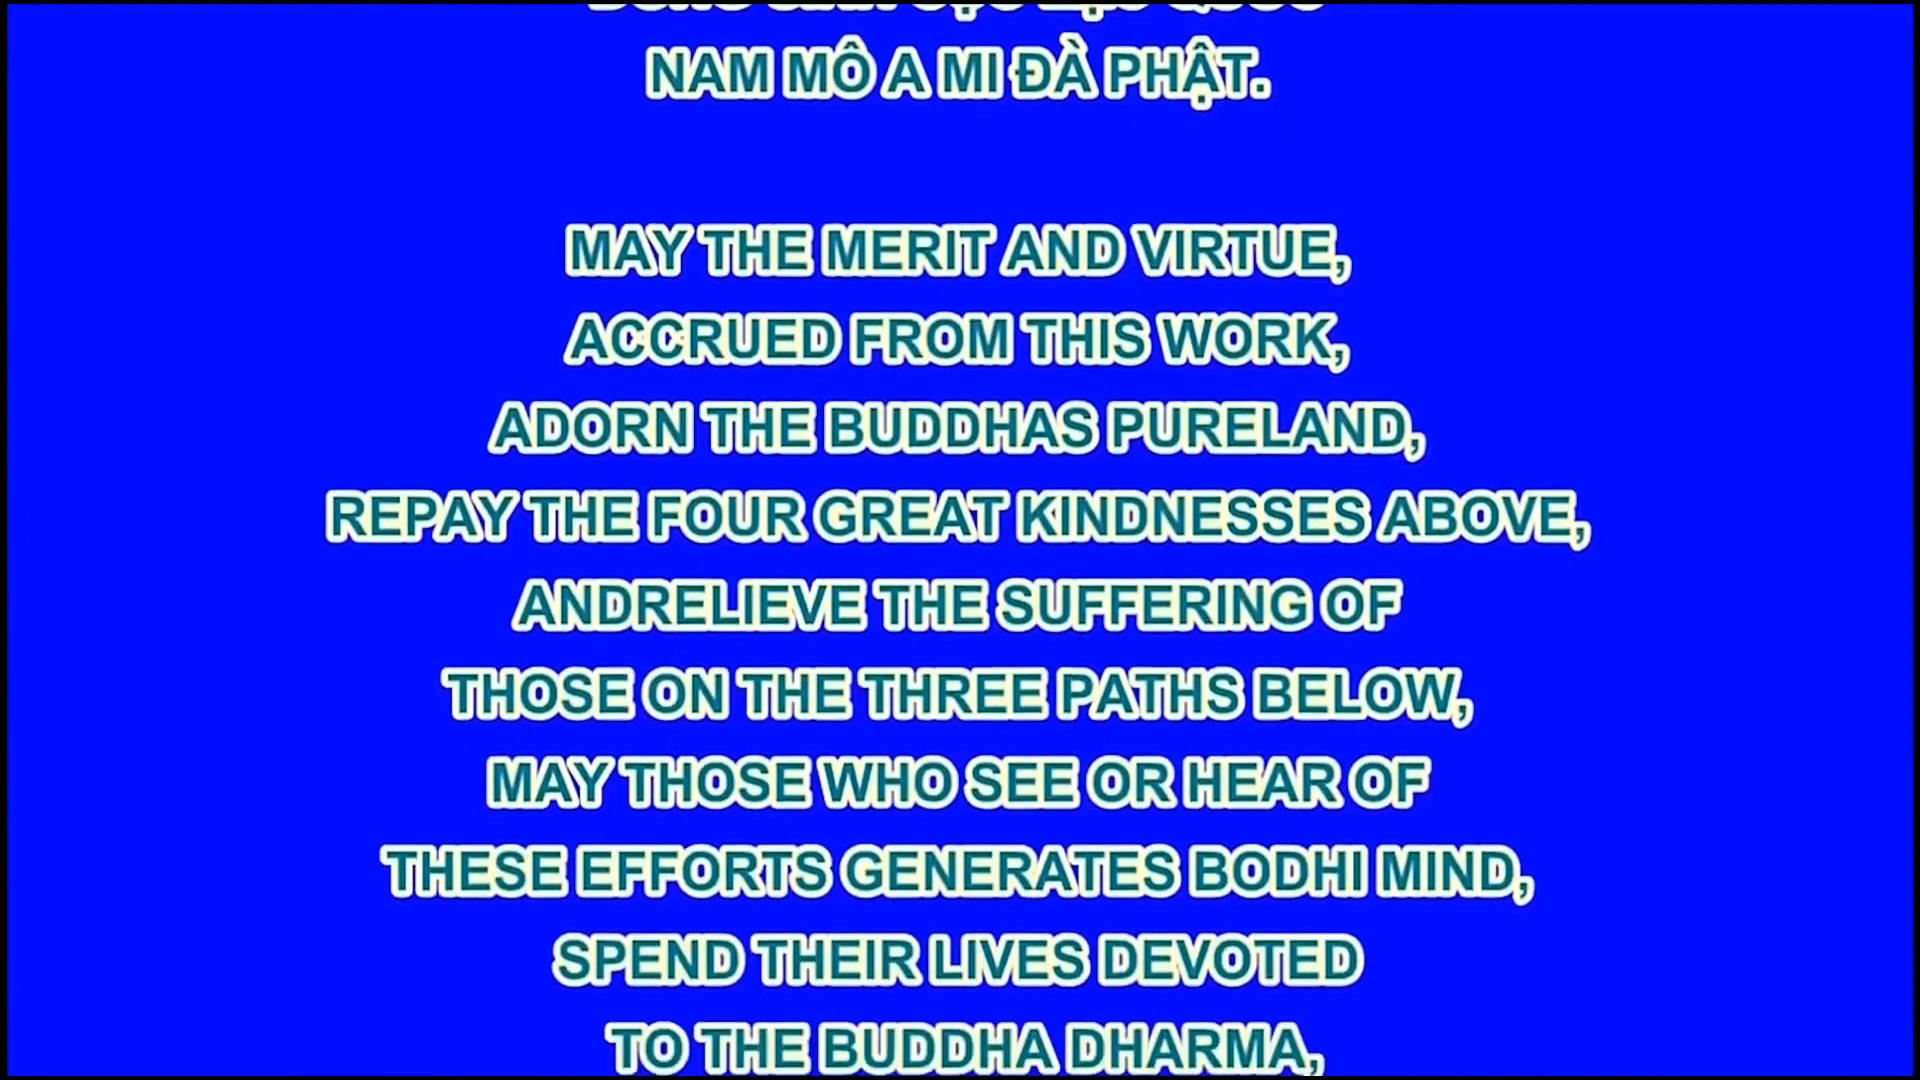 NAM MÔ A MI ĐÀ PHẬT.
MAY THE MERIT AND VIRTUE,
ACCRUED FROM THIS WORK,
ADORN THE BUDDHAS PURELAND,
REPAY THE FOUR GREAT KINDNESSES ABOVE,
ANDRELIEVE THE SUFFERING OF
THOSE ON THE THREE PATHS BELOW,
MAY THOSE WHO SEE OR HEAR OF
THESE EFFORTS GENERATES BODHI MIND,
SPEND THEIR LIVES DEVOTED
TO THE BUDDHA DHARMA,